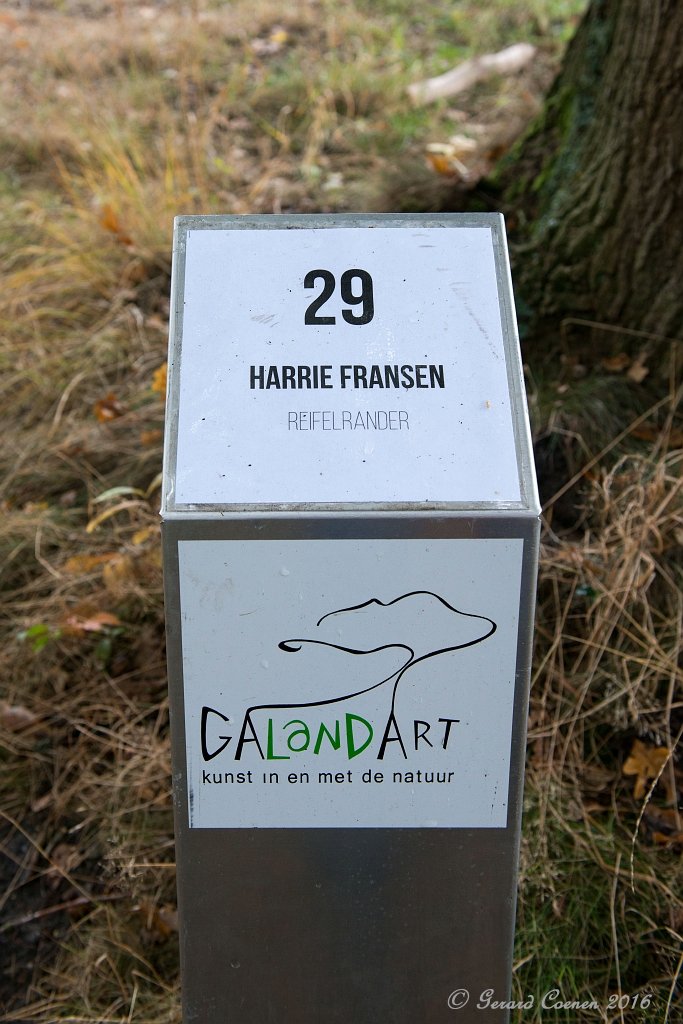 29
HARRIE FRANSEN
REIFELRANDER
GALANDART
kunst in en met de natuur
© Gerard Coenen 2016